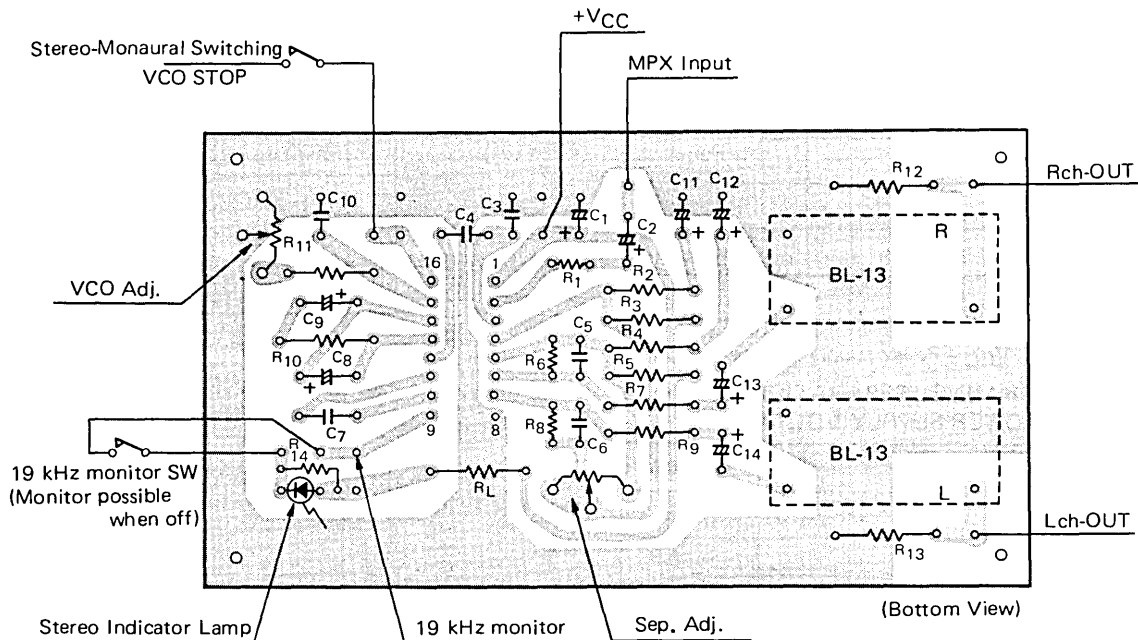 +VCC
Stereo-Monaural Switching
VCO STOP
MPX Input
R12
Rch-OUT
C10
C3
C4
C1
C2
C11
C12
R
R11
BL-13
VCO Adj.
16
1
R1
R2
R3
C9
R4
R10
C8
R6
C5
R5
C13
R7
C7
9
8
R8
C6
R9
C14
BL-13
R14
19 kHz monitor SW
(Monitor possible
when off)
RL
L
Lch-OUT
R13
(Bottom View)
Stereo Indicator Lamp
19 kHz monitor
Sep. Adj.